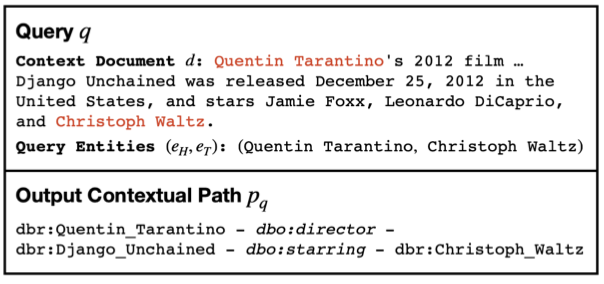 Query q
Context Document d: Quentin Tarantino's 2012 film …
Django Unchained was released December 25, 2012 in the
United States, and stars Jamie Foxx, Leonardo DiCaprio,
and Christoph Waltz.
Query Entities (e_H, e_T): (Quentin Tarantino, Christoph Waltz)
Output Contextual Path p_q
dbr:Quentin_Tarantino – dbo:director –
dbr:Django_Unchained – dbo:starring – dbr:Christoph_Waltz